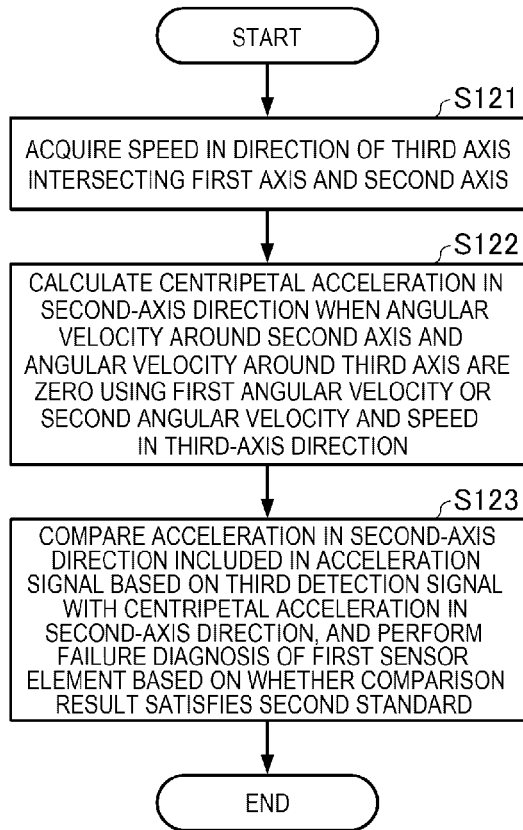 START
S121
ACQUIRE SPEED IN DIRECTION OF THIRD AXIS
INTERSECTING FIRST AXIS AND SECOND AXIS
S122
CALCULATE CENTRIPETAL ACCELERATION IN
SECOND-AXIS DIRECTION WHEN ANGULAR
VELOCITY AROUND SECOND AXIS AND
ANGULAR VELOCITY AROUND THIRD AXIS ARE
ZERO USING FIRST ANGULAR VELOCITY OR
SECOND ANGULAR VELOCITY AND SPEED
IN THIRD-AXIS DIRECTION
S123
COMPARE ACCELERATION IN SECOND-AXIS
DIRECTION INCLUDED IN ACCELERATION
SIGNAL BASED ON THIRD DETECTION SIGNAL
WITH CENTRIPETAL ACCELERATION IN
SECOND-AXIS DIRECTION, AND PERFORM
FAILURE DIAGNOSIS OF FIRST SENSOR
ELEMENT BASED ON WHETHER COMPARISON
RESULT SATISFIES SECOND STANDARD
END